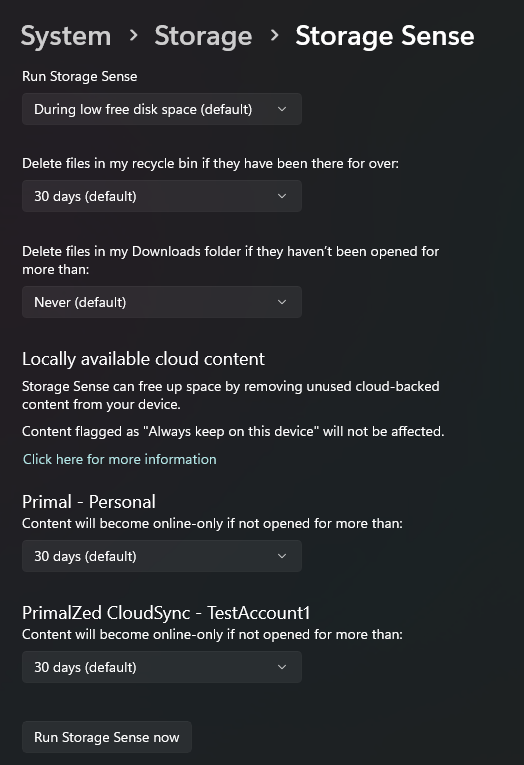 System > Storage > Storage Sense
Run Storage Sense
During low free disk space (default)
Delete files in my recycle bin if they have been there for over:
30 days (default)
Delete files in my Downloads folder if they haven't been opened for
more than:
Never (default)
Locally available cloud content
Storage Sense can free up space by removing unused cloud-backed
content from your device.
Content flagged as "Always keep on this device" will not be affected.
Click here for more information
Primal - Personal
Content will become online-only if not opened for more than:
30 days (default)
PrimalZed CloudSync - TestAccount1
Content will become online-only if not opened for more than:
30 days (default)
Run Storage Sense now